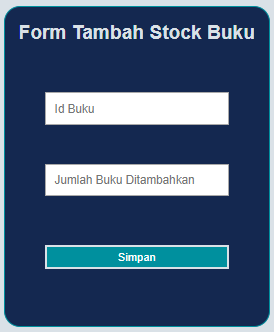 Form Tambah Stock Buku
Id Buku
Jumlah Buku Ditambahkan
Simpan